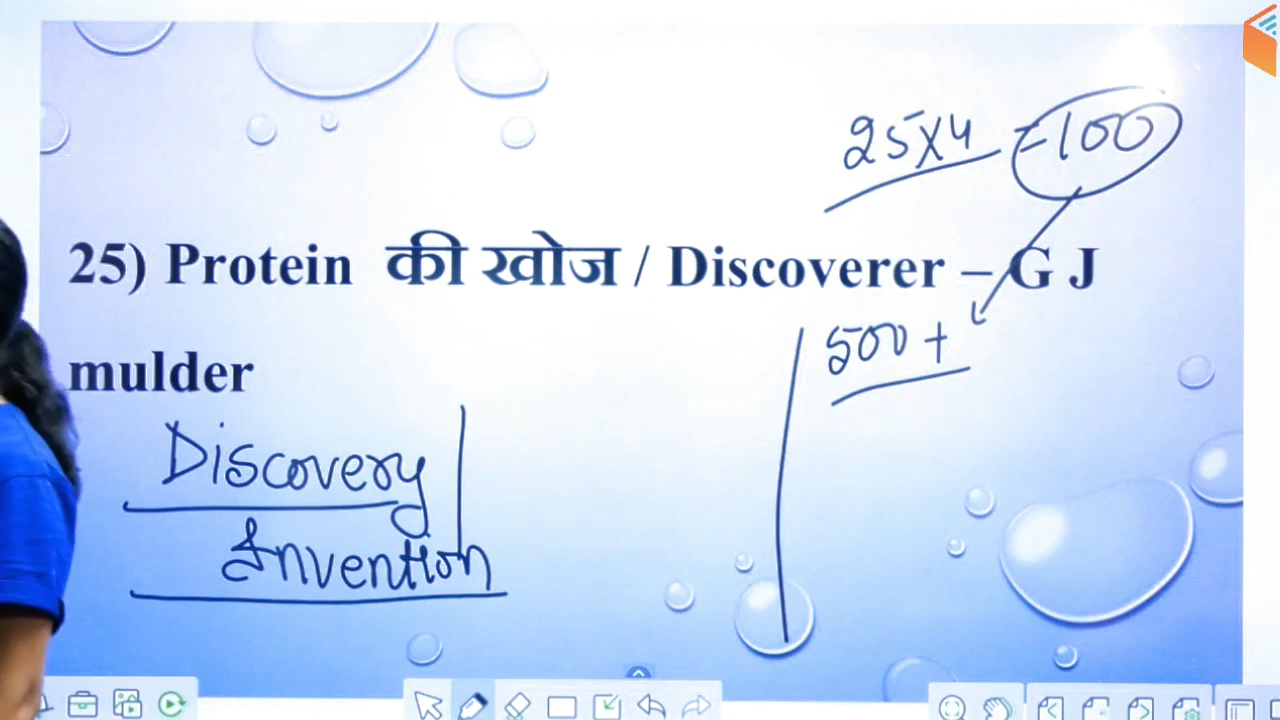 25X4 =100
25) Protein की खोज / Discoverer – G J
mulder
500 +
Discovery
Invention